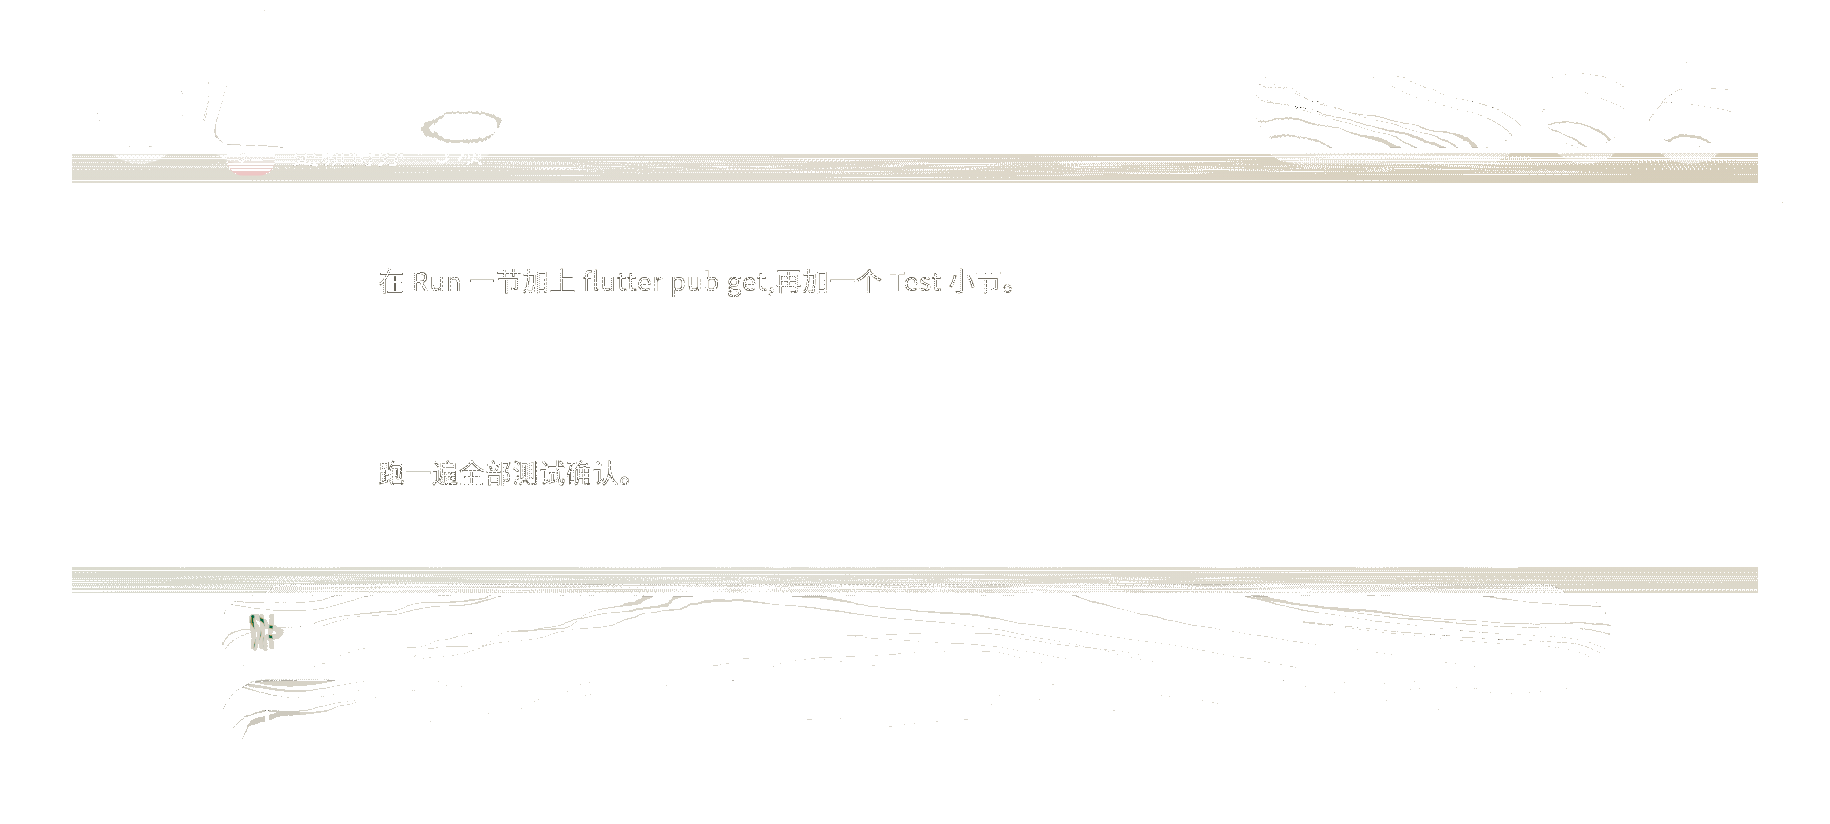 在 Run 一节加上 flutter pub get,再加一个 Test 小节。
跑一遍全部测试确认。